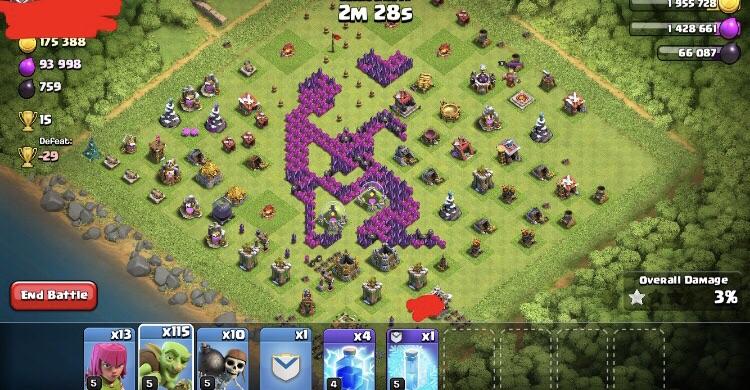 2M 28s
175 388
93 998
759
15
Defeat:
-29
1 955 728
1 428 661
66 087
Overall Damage
3%
End Battle
x13
x115
x10
x1
x4
x1
5
5
5
4
5